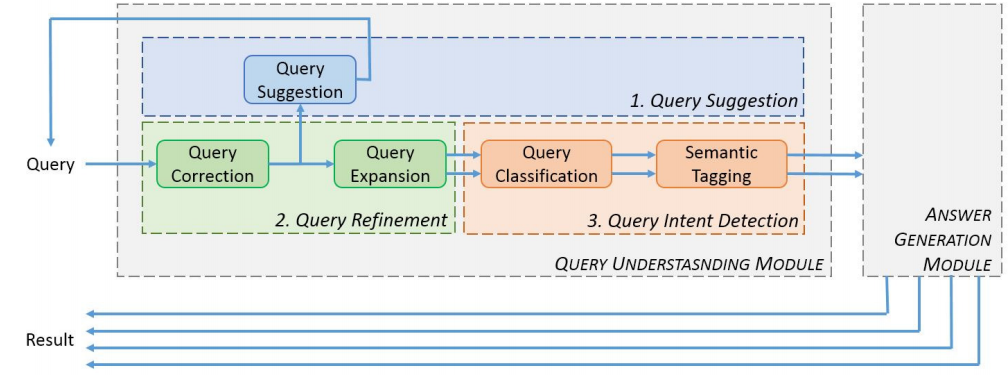 Query
Suggestion
1. Query Suggestion
Query
Query
Correction
Query
Expansion
2. Query Refinement
Query
Classification
Semantic
Tagging
3. Query Intent Detection
QUERY UNDERSTASNDING MODULE
ANSWER
GENERATION
MODULE
Result